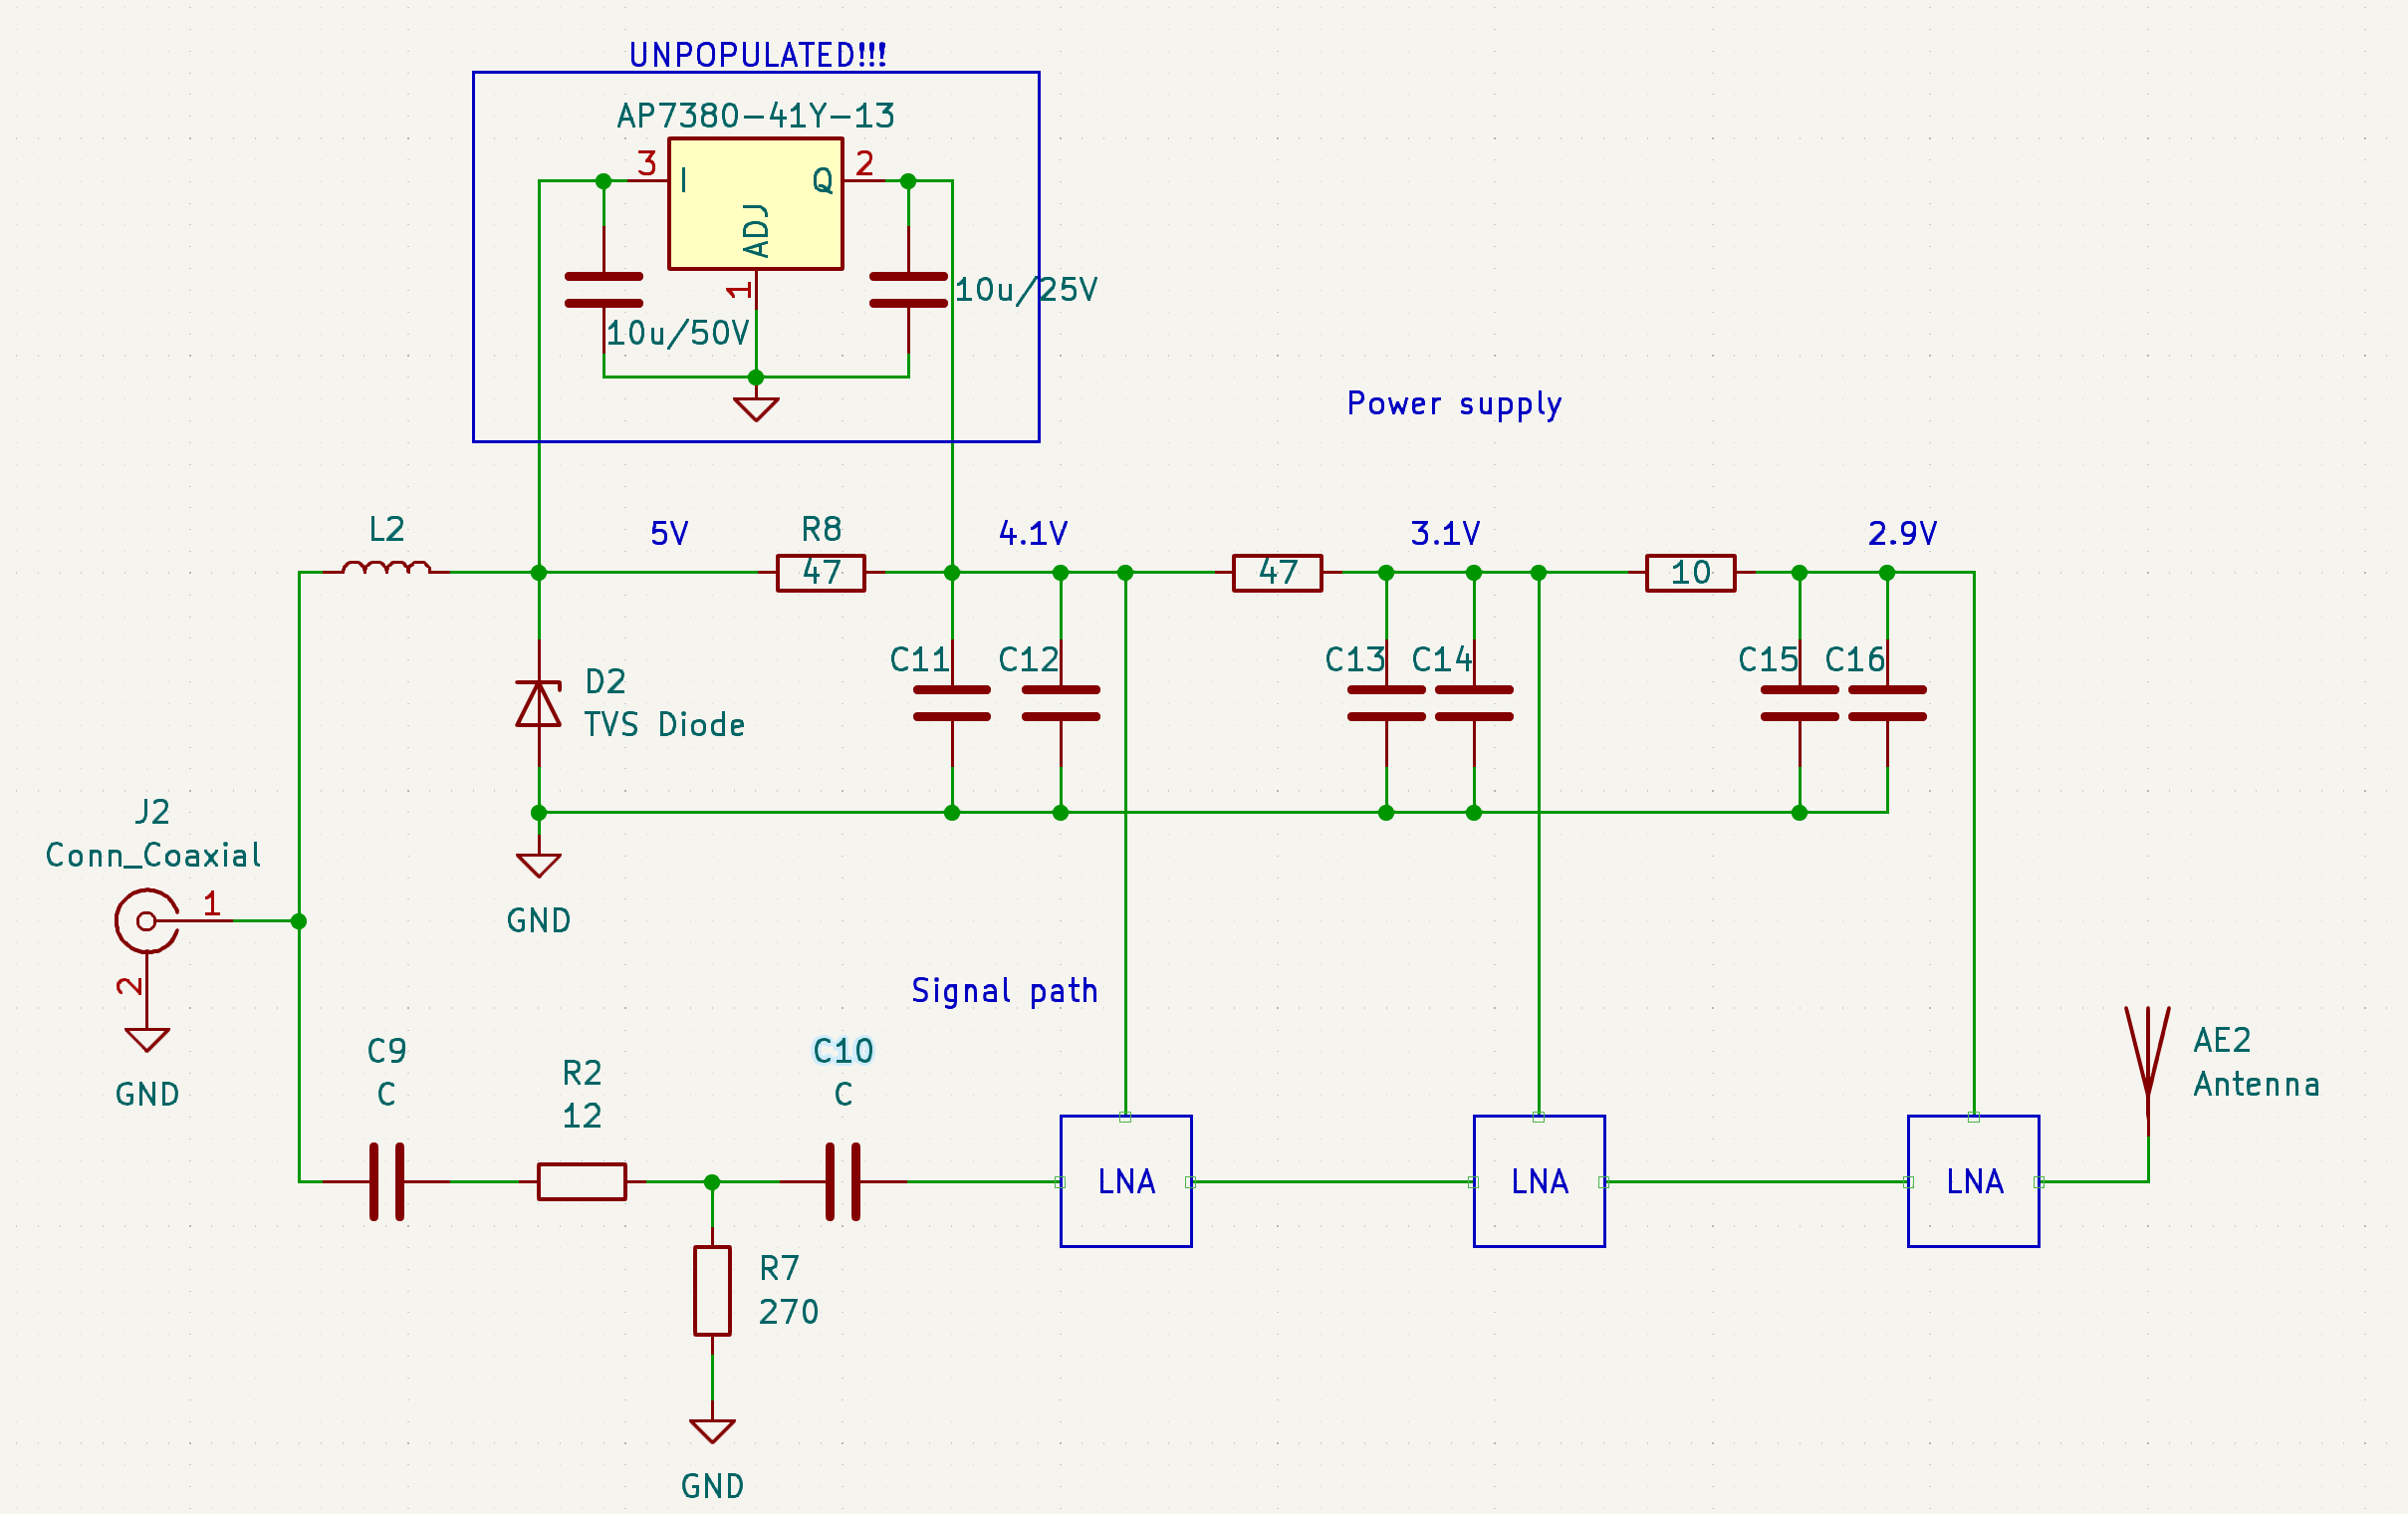 UNPOPULATED!!!
AP7380-41Y-13
3
I
Q
2
ADJ
1
10u/50V
10u/25V
Power supply
L2
5V
R8
47
4.1V
47
3.1V
10
2.9V
D2
TVS Diode
C11
C12
C13
C14
C15
C16
J2
Conn_Coaxial
1
2
GND
GND
Signal path
C9
C
R2
12
C10
C
LNA
LNA
LNA
AE2
Antenna
R7
270
GND